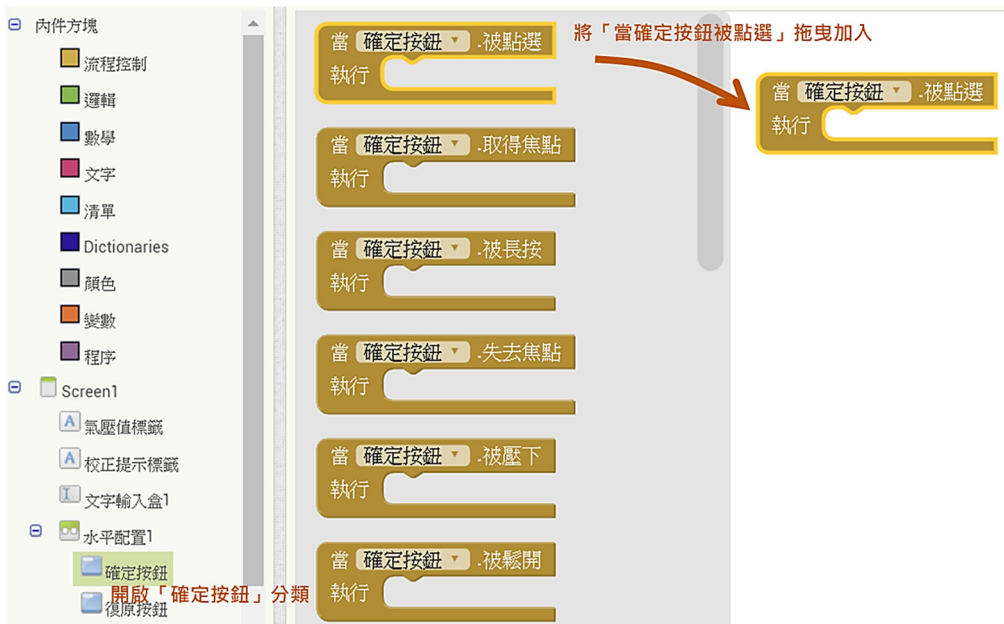 內件方塊
流程控制
邏輯
數學
文字
清單
Dictionaries
顏色
變數
程序
Screen1
氣壓值標籤
校正提示標籤
文字輸入盒1
水平配置1
確定按鈕
復原按鈕
開啟「確定按鈕」分類
當 確定按鈕 .被點選
執行
當 確定按鈕 .取得焦點
執行
當 確定按鈕 .被長按
執行
當 確定按鈕 .失去焦點
執行
當 確定按鈕 .被壓下
執行
當 確定按鈕 .被鬆開
執行
將「當確定按鈕被點選」拖曳加入
當 確定按鈕 .被點選
執行